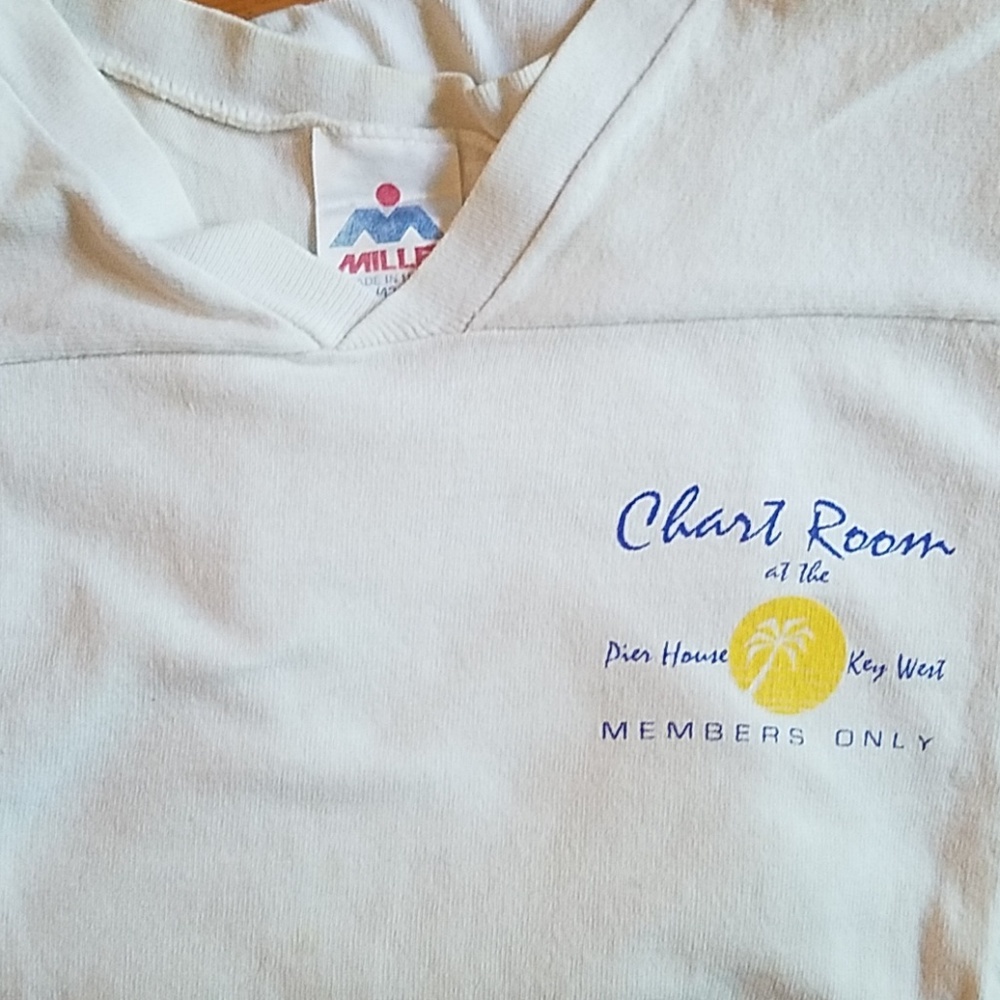 Chart Room
at the
Pier House Key West
MEMBERS ONLY